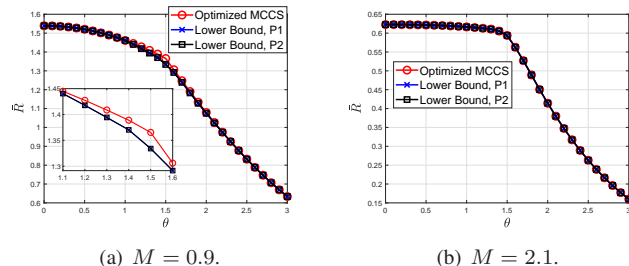 1.6
1.5
1.4
1.3
1.2
1.1
1
0.9
0.8
0.7
0.6
R̄
Optimized MCCS
Lower Bound, P1
Lower Bound, P2
1.45
1.4
1.35
1.3
1.1 1.2 1.3 1.4 1.5 1.6
0 0.5 1 1.5 2 2.5 3
θ
(a) M = 0.9.
0.65
0.6
0.55
0.5
0.45
0.4
0.35
0.3
0.25
0.2
0.15
R̄
Optimized MCCS
Lower Bound, P1
Lower Bound, P2
0 0.5 1 1.5 2 2.5 3
θ
(b) M = 2.1.